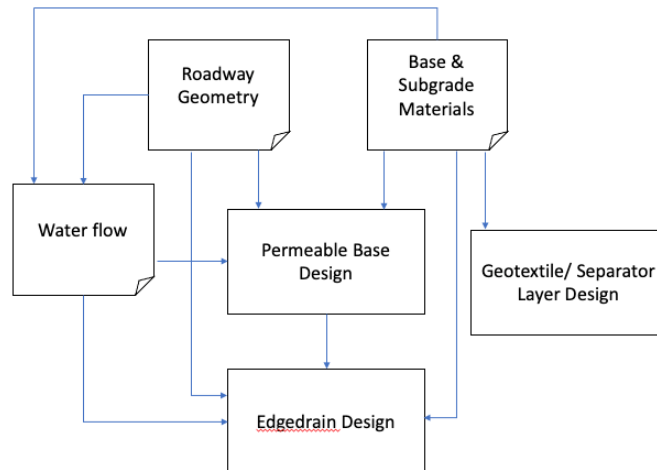 Roadway
Geometry
Base &
Subgrade
Materials
Water flow
Permeable Base
Design
Geotextile/ Separator
Layer Design
Edgedrain Design